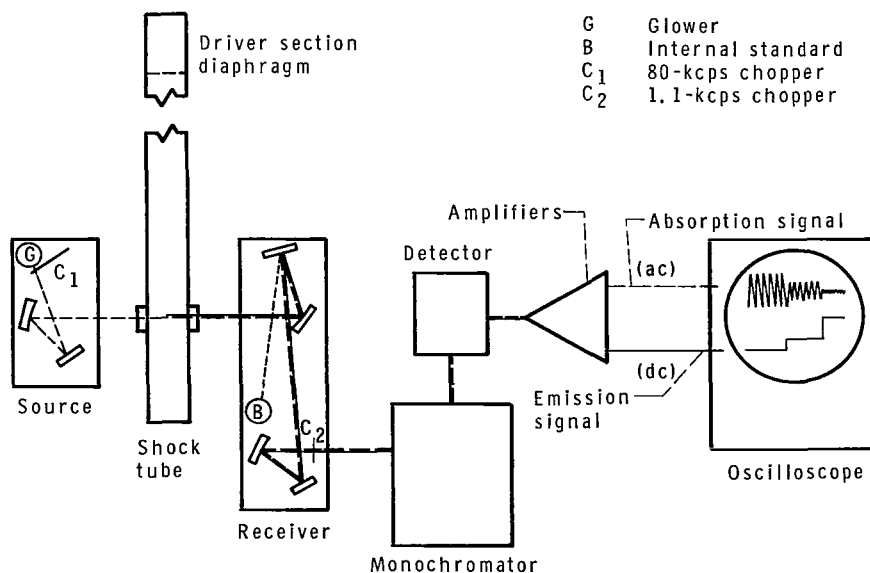 Driver section
diaphragm
G Glower
B Internal standard
C1 80-kcps chopper
C2 1.1-kcps chopper
Amplifiers
Absorption signal
Detector
(ac)
G
C1
(dc)
Emission
signal
Source
B
C2
Shock
tube
Oscilloscope
Receiver
Monochromator